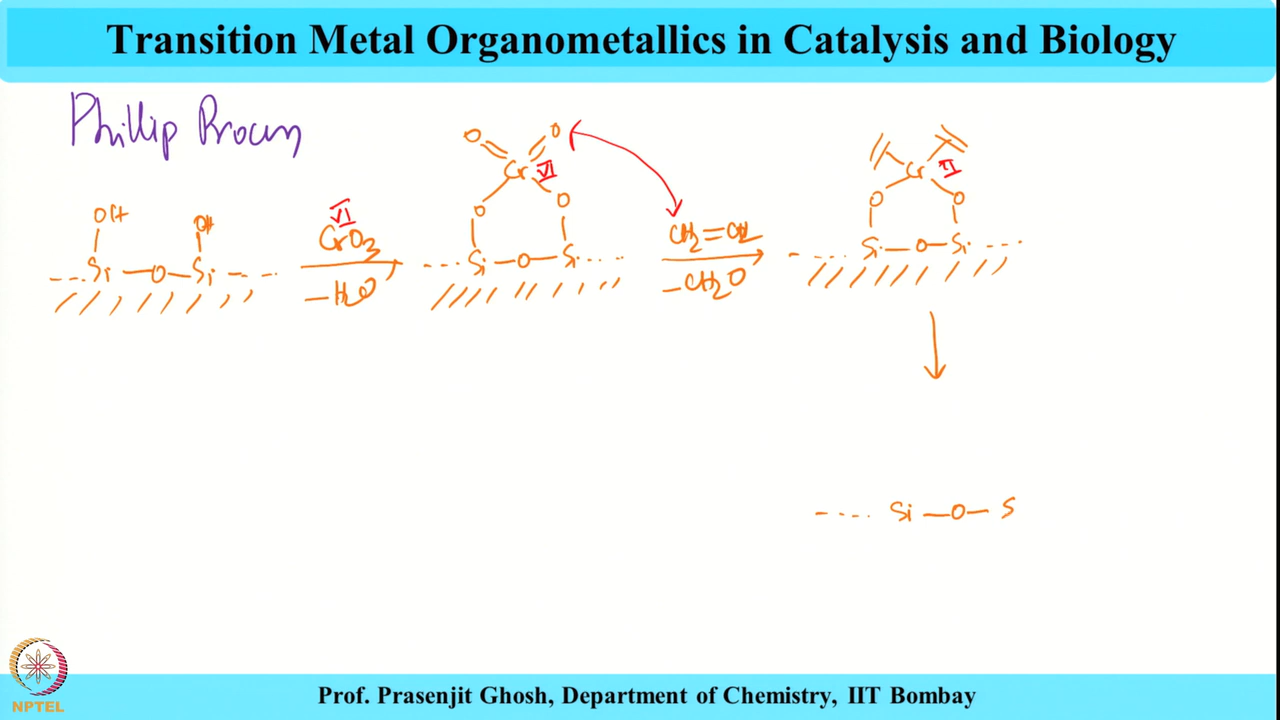 Transition Metal Organometallics in Catalysis and Biology
Phillip Process
OH OH
Si — O — Si
VI
CrO3
—H2O
O O
Cr VI
O O
Si — O — Si
CH2=CH2
—CH2O
Cr II
O O
Si — O — Si
Si — O — S
NPTEL
Prof. Prasenjit Ghosh, Department of Chemistry, IIT Bombay